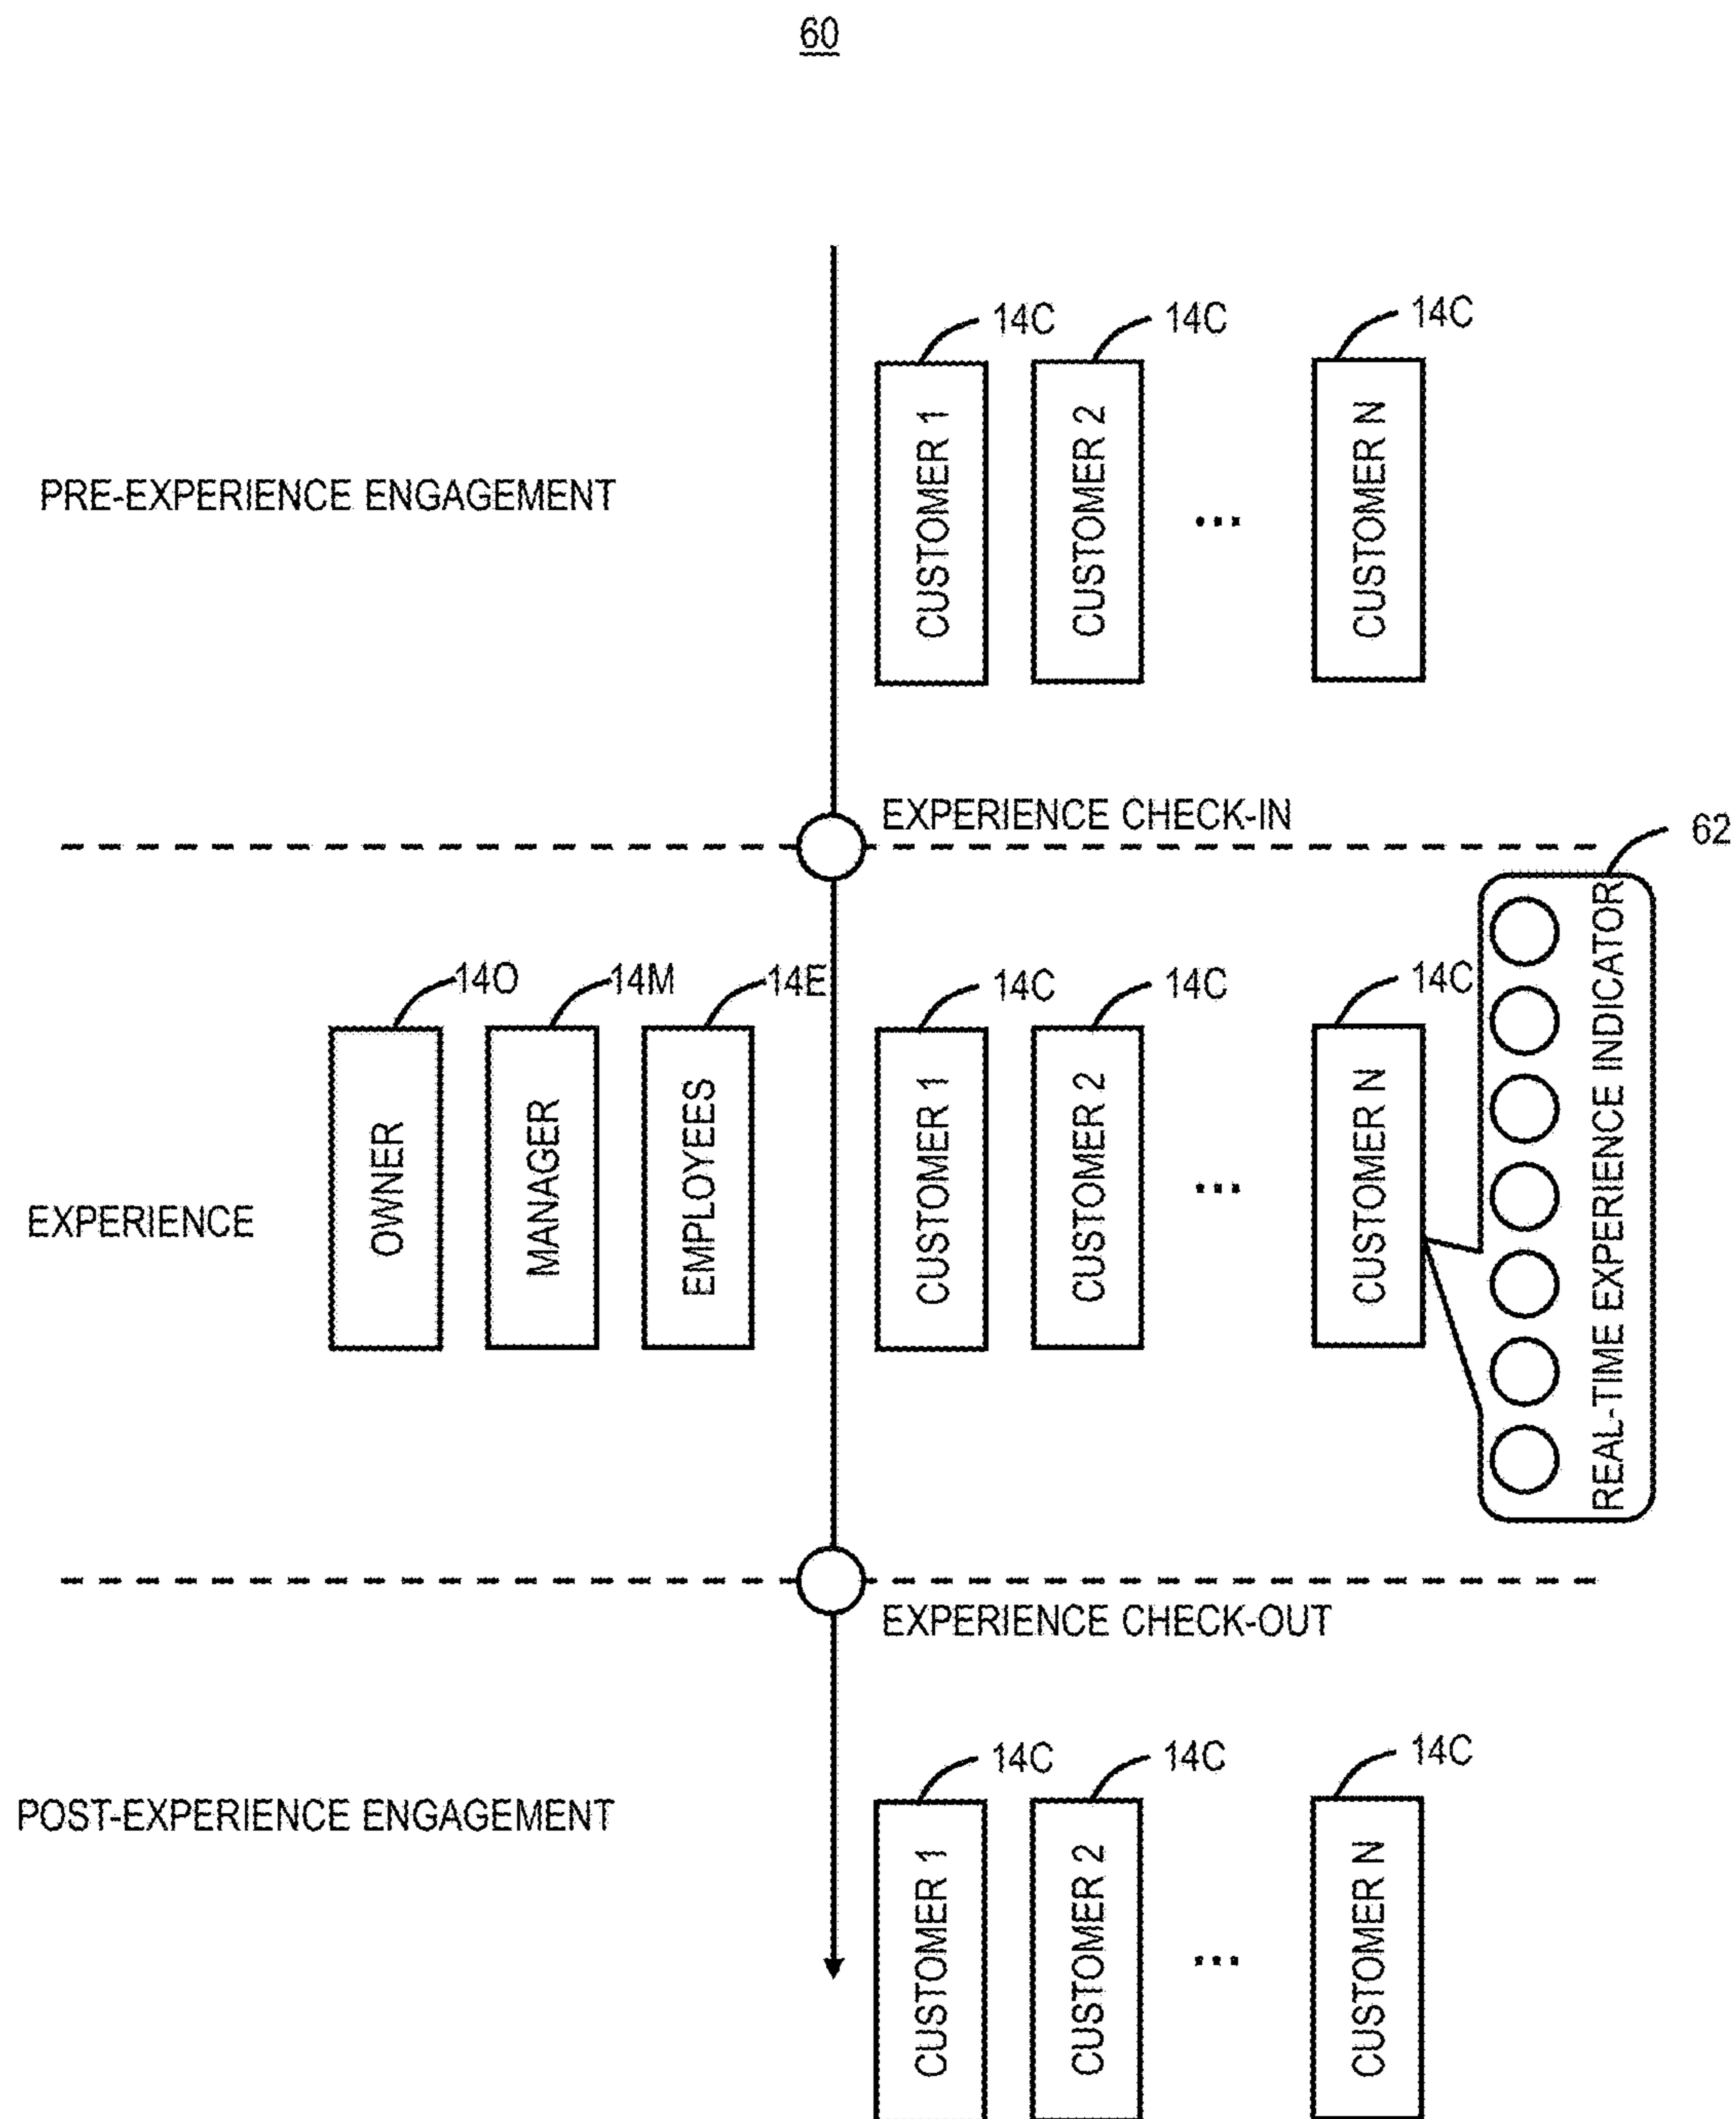 60
14C
14C
14C
CUSTOMER 1
CUSTOMER 2
...
CUSTOMER N
PRE-EXPERIENCE ENGAGEMENT
EXPERIENCE CHECK-IN
62
14O
14M
14E
14C
14C
14C
OWNER
MANAGER
EMPLOYEES
CUSTOMER 1
CUSTOMER 2
...
CUSTOMER N
REAL-TIME EXPERIENCE INDICATOR
EXPERIENCE
EXPERIENCE CHECK-OUT
14C
14C
14C
POST-EXPERIENCE ENGAGEMENT
CUSTOMER 1
CUSTOMER 2
...
CUSTOMER N